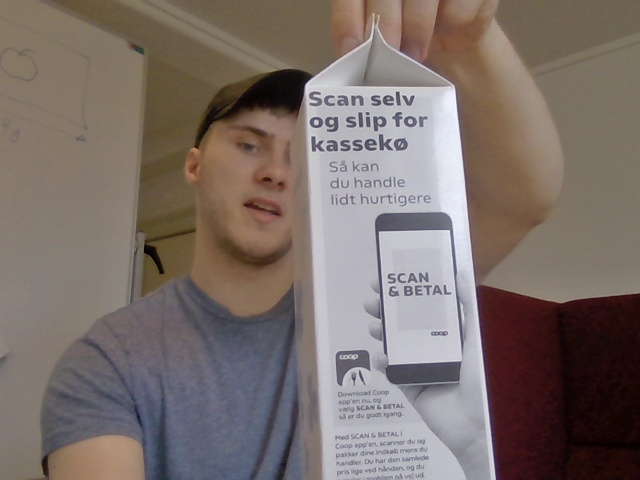 Scan selv
og slip for
kassekø
Så kan
du handle
lidt hurtigere
SCAN
& BETAL
coop
coop
Download Coop
app'en nu, og
vælg SCAN & BETAL
så er du godt igang.
Med SCAN & BETAL i
Coop app'en, scanner du og
pakker dine indkøb mens du
handler. Du har den samlede
pris lige ved hånden, og du